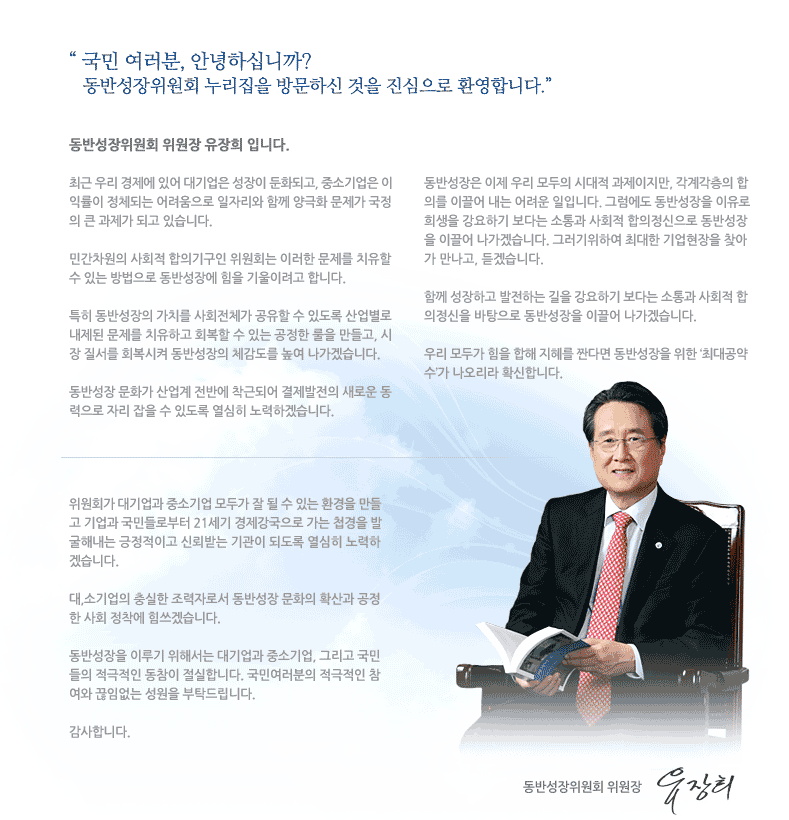 “ 국민 여러분, 안녕하십니까?
동반성장위원회 누리집을 방문하신 것을 진심으로 환영합니다.”
동반성장위원회 위원장 유장희 입니다.
최근 우리 경제에 있어 대기업은 성장이 둔화되고, 중소기업은 이
익률이 정체되는 어려움으로 일자리와 함께 양극화 문제가 국정
의 큰 과제가 되고 있습니다.
민간차원의 사회적 합의기구인 위원회는 이러한 문제를 치유할
수 있는 방법으로 동반성장에 힘을 기울이려고 합니다.
특히 동반성장의 가치를 사회전체가 공유할 수 있도록 산업별로
내제된 문제를 치유하고 회복할 수 있는 공정한 룰을 만들고, 시
장 질서를 회복시켜 동반성장의 체감도를 높여 나가겠습니다.
동반성장 문화가 산업계 전반에 착근되어 결제발전의 새로운 동
력으로 자리 잡을 수 있도록 열심히 노력하겠습니다.
동반성장은 이제 우리 모두의 시대적 과제이지만, 각계각층의 합
의를 이끌어 내는 어려운 일입니다. 그럼에도 동반성장을 이유로
희생을 강요하기 보다는 소통과 사회적 합의정신으로 동반성장
을 이끌어 나가겠습니다. 그러기위하여 최대한 기업현장을 찾아
가 만나고, 듣겠습니다.
함께 성장하고 발전하는 길을 강요하기 보다는 소통과 사회적 합
의정신을 바탕으로 동반성장을 이끌어 나가겠습니다.
우리 모두가 힘을 합해 지혜를 짠다면 동반성장을 위한 ‘최대공약
수’가 나오리라 확신합니다.
위원회가 대기업과 중소기업 모두가 잘 될 수 있는 환경을 만들
고 기업과 국민들로부터 21세기 경제강국으로 가는 첩경을 발
굴해내는 긍정적이고 신뢰받는 기관이 되도록 열심히 노력하
겠습니다.
대,소기업의 충실한 조력자로서 동반성장 문화의 확산과 공정
한 사회 정착에 힘쓰겠습니다.
동반성장을 이루기 위해서는 대기업과 중소기업, 그리고 국민
들의 적극적인 동참이 절실합니다. 국민여러분의 적극적인 참
여와 끊임없는 성원을 부탁드립니다.
감사합니다.
동반성장위원회 위원장 유장희